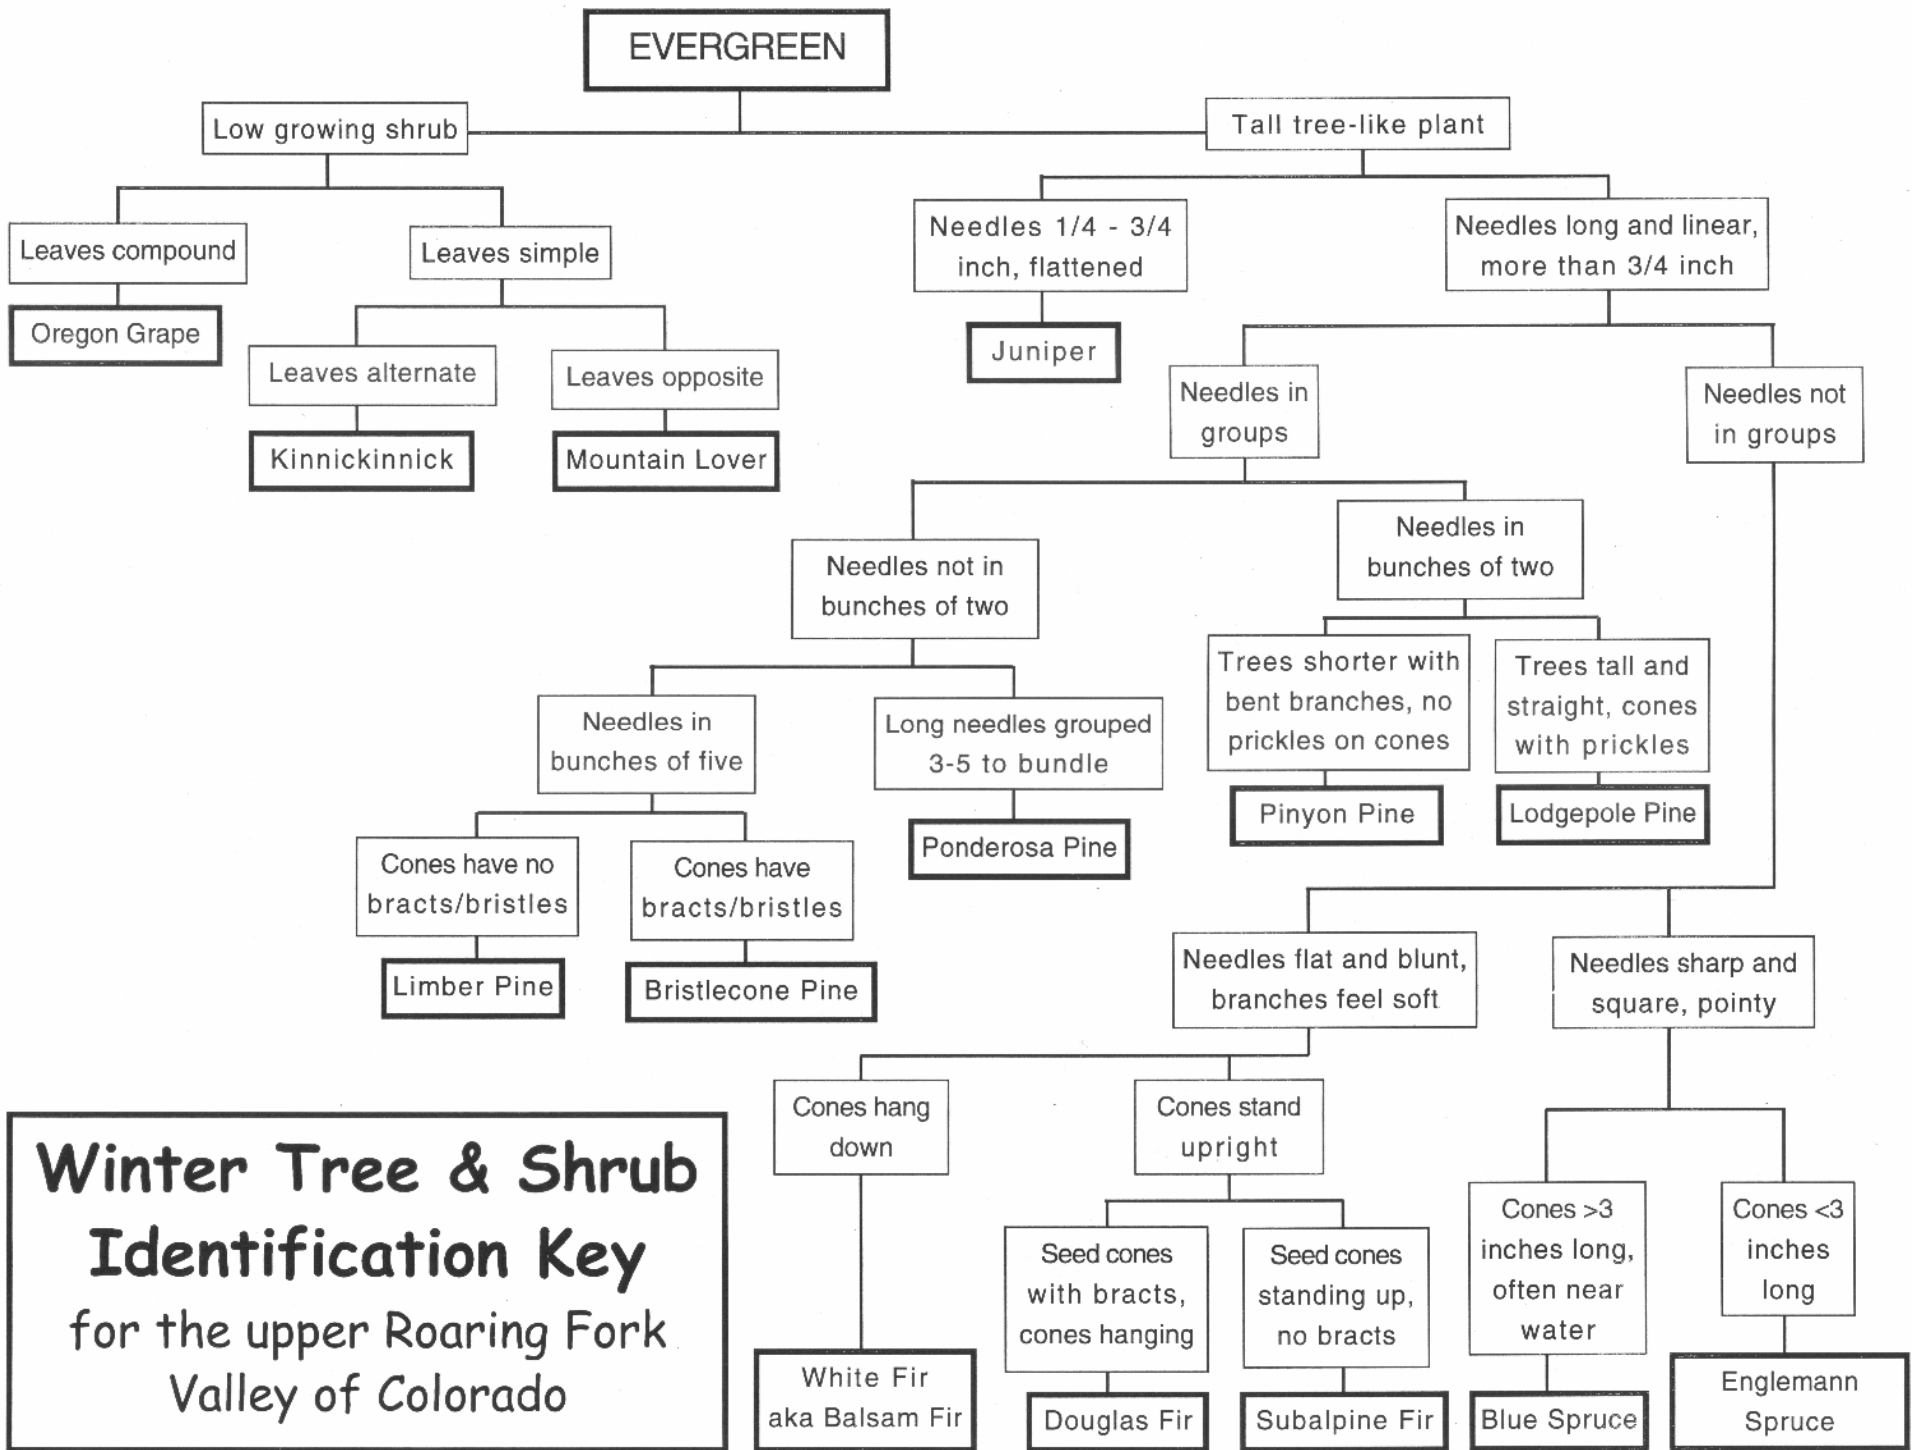 EVERGREEN
Low growing shrub
Tall tree-like plant
Leaves compound
Leaves simple
Needles 1/4 - 3/4
inch, flattened
Needles long and linear,
more than 3/4 inch
Oregon Grape
Juniper
Leaves alternate
Leaves opposite
Needles in
groups
Needles not
in groups
Kinnickinnick
Mountain Lover
Needles not in
bunches of two
Needles in
bunches of two
Needles in
bunches of five
Long needles grouped
3-5 to bundle
Trees shorter with
bent branches, no
prickles on cones
Trees tall and
straight, cones
with prickles
Pinyon Pine
Lodgepole Pine
Cones have no
bracts/bristles
Cones have
bracts/bristles
Ponderosa Pine
Limber Pine
Bristlecone Pine
Needles flat and blunt,
branches feel soft
Needles sharp and
square, pointy
Cones hang
down
Cones stand
upright
Seed cones
with bracts,
cones hanging
Seed cones
standing up,
no bracts
Cones >3
inches long,
often near
water
Cones <3
inches
long
White Fir
aka Balsam Fir
Douglas Fir
Subalpine Fir
Blue Spruce
Englemann
Spruce
Winter Tree & Shrub
Identification Key
for the upper Roaring Fork
Valley of Colorado